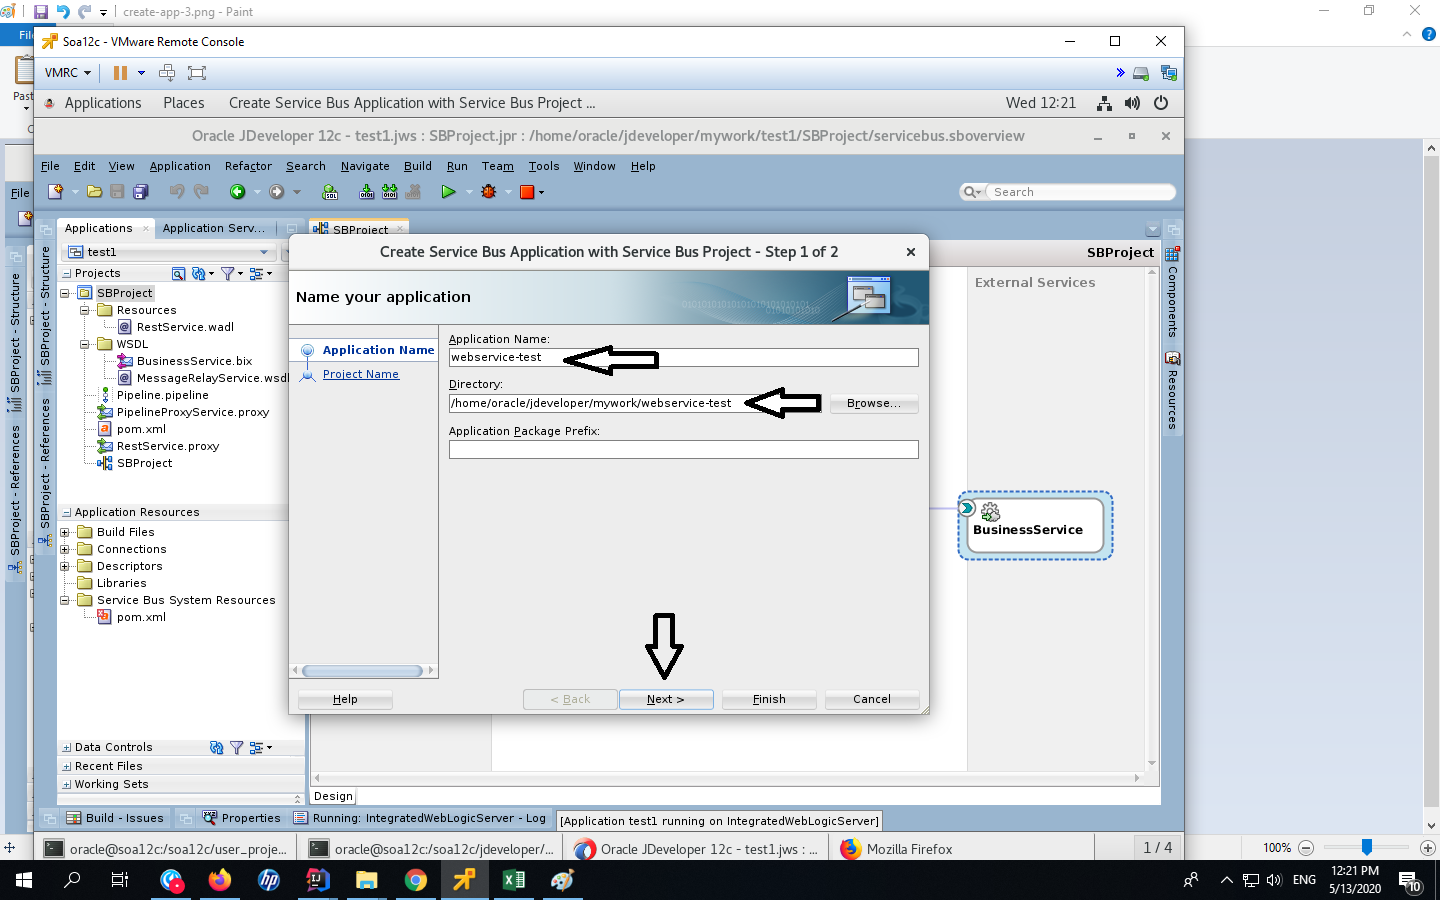 create-app-3.png - Paint
Fil
Past
Soa12c - VMware Remote Console
VMRC
Applications Places Create Service Bus Application with Service Bus Project ... Wed 12:21
Oracle JDeveloper 12c - test1.jws : SBProject.jpr : /home/oracle/jdeveloper/mywork/test1/SBProject/servicebus.sboverview
File Edit View Application Refactor Search Navigate Build Run Team Tools Window Help
Search
File
Applications Application Serv...
SBProject
test1
Projects
SBProject
Resources
RestService.wadl
WSDL
BusinessService.bix
MessageRelayService.wsdl
Pipeline.pipeline
PipelineProxyService.proxy
pom.xml
RestService.proxy
SBProject
Application Resources
Build Files
Connections
Descriptors
Libraries
Service Bus System Resources
pom.xml
Data Controls
Recent Files
Working Sets
SBProject - Structure
SBProject - References
SBProject - Structure
SBProject - References
Create Service Bus Application with Service Bus Project - Step 1 of 2
Name your application
Application Name
Project Name
Application Name:
webservice-test
Directory:
/home/oracle/jdeveloper/mywork/webservice-test
Browse...
Application Package Prefix:
Help
< Back
Next >
Finish
Cancel
SBProject
External Services
BusinessService
Components
Resources
Design
Build - Issues
Properties
Running: IntegratedWebLogicServer - Log
[Application test1 running on IntegratedWebLogicServer]
oracle@soa12c:/soa12c/user_proje...
oracle@soa12c:/soa12c/jdeveloper/...
Oracle JDeveloper 12c - test1.jws : ...
Mozilla Firefox
1 / 4
100%
ENG
12:21 PM
5/13/2020
10